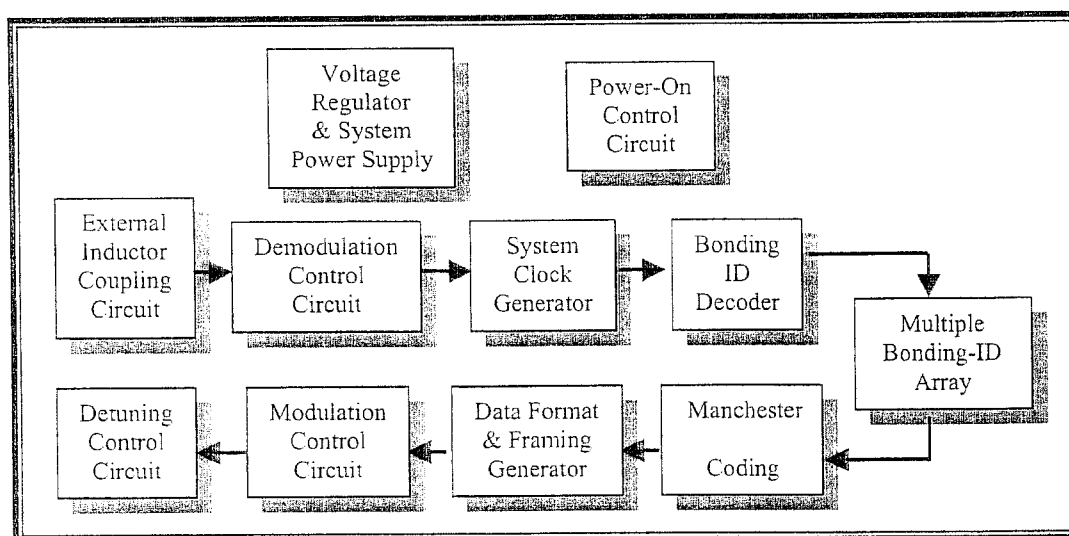 Voltage
Regulator
& System
Power Supply
Power-On
Control
Circuit
External
Inductor
Coupling
Circuit
Demodulation
Control
Circuit
System
Clock
Generator
Bonding
ID
Decoder
Multiple
Bonding-ID
Array
Detuning
Control
Circuit
Modulation
Control
Circuit
Data Format
& Framing
Generator
Manchester
Coding